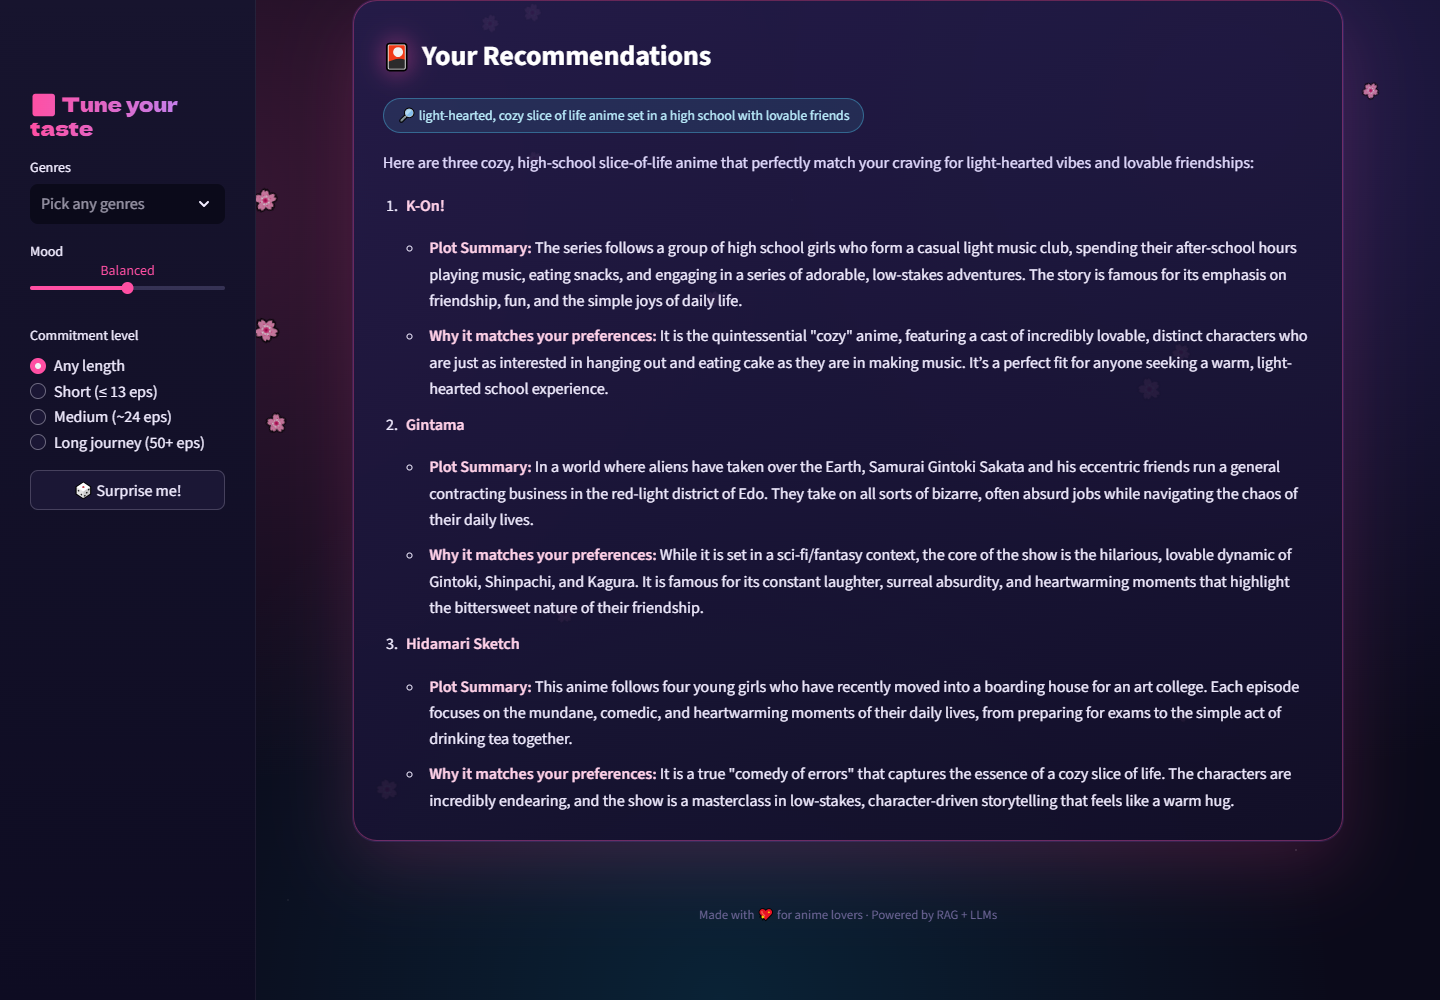 Tune your
taste
Genres
Pick any genres
Mood
Balanced
Commitment level
Any length
Short (≤ 13 eps)
Medium (~24 eps)
Long journey (50+ eps)
🎲 Surprise me!
🎴 Your Recommendations
🔎 light-hearted, cozy slice of life anime set in a high school with lovable friends
Here are three cozy, high-school slice-of-life anime that perfectly match your craving for light-hearted vibes and lovable friendships:
1. K-On!
Plot Summary: The series follows a group of high school girls who form a casual light music club, spending their after-school hours
playing music, eating snacks, and engaging in a series of adorable, low-stakes adventures. The story is famous for its emphasis on
friendship, fun, and the simple joys of daily life.
Why it matches your preferences: It is the quintessential "cozy" anime, featuring a cast of incredibly lovable, distinct characters who
are just as interested in hanging out and eating cake as they are in making music. It’s a perfect fit for anyone seeking a warm, light-
hearted school experience.
2. Gintama
Plot Summary: In a world where aliens have taken over the Earth, Samurai Gintoki Sakata and his eccentric friends run a general
contracting business in the red-light district of Edo. They take on all sorts of bizarre, often absurd jobs while navigating the chaos of
their daily lives.
Why it matches your preferences: While it is set in a sci-fi/fantasy context, the core of the show is the hilarious, lovable dynamic of
Gintoki, Shinpachi, and Kagura. It is famous for its constant laughter, surreal absurdity, and heartwarming moments that highlight
the bittersweet nature of their friendship.
3. Hidamari Sketch
Plot Summary: This anime follows four young girls who have recently moved into a boarding house for an art college. Each episode
focuses on the mundane, comedic, and heartwarming moments of their daily lives, from preparing for exams to the simple act of
drinking tea together.
Why it matches your preferences: It is a true "comedy of errors" that captures the essence of a cozy slice of life. The characters are
incredibly endearing, and the show is a masterclass in low-stakes, character-driven storytelling that feels like a warm hug.
Made with 💖 for anime lovers · Powered by RAG + LLMs